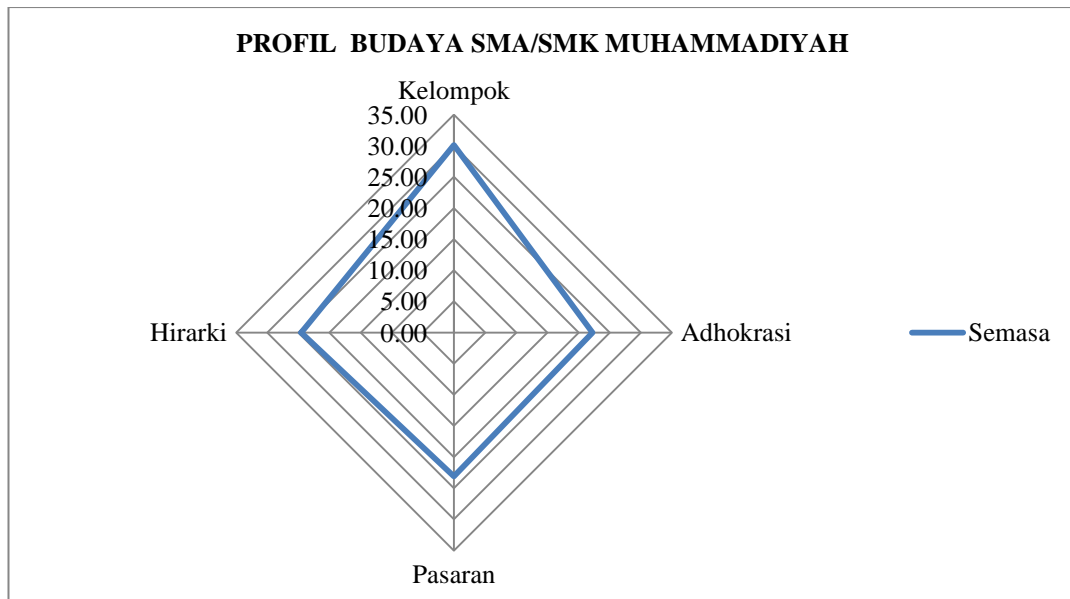 PROFIL BUDAYA SMA/SMK MUHAMMADIYAH
Kelompok
35.00
30.00
25.00
20.00
15.00
10.00
5.00
0.00
Hirarki
Adhokrasi
Semasa
Pasaran